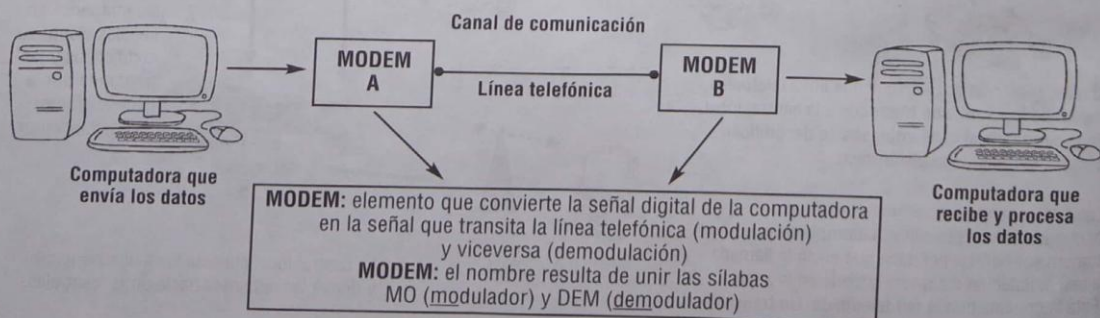 Canal de comunicación
MODEM
A
Línea telefónica
MODEM
B
Computadora que
envía los datos
Computadora que
recibe y procesa
los datos
MODEM: elemento que convierte la señal digital de la computadora
en la señal que transita la línea telefónica (modulación)
y viceversa (demodulación)
MODEM: el nombre resulta de unir las sílabas
MO (modulador) y DEM (demodulador)